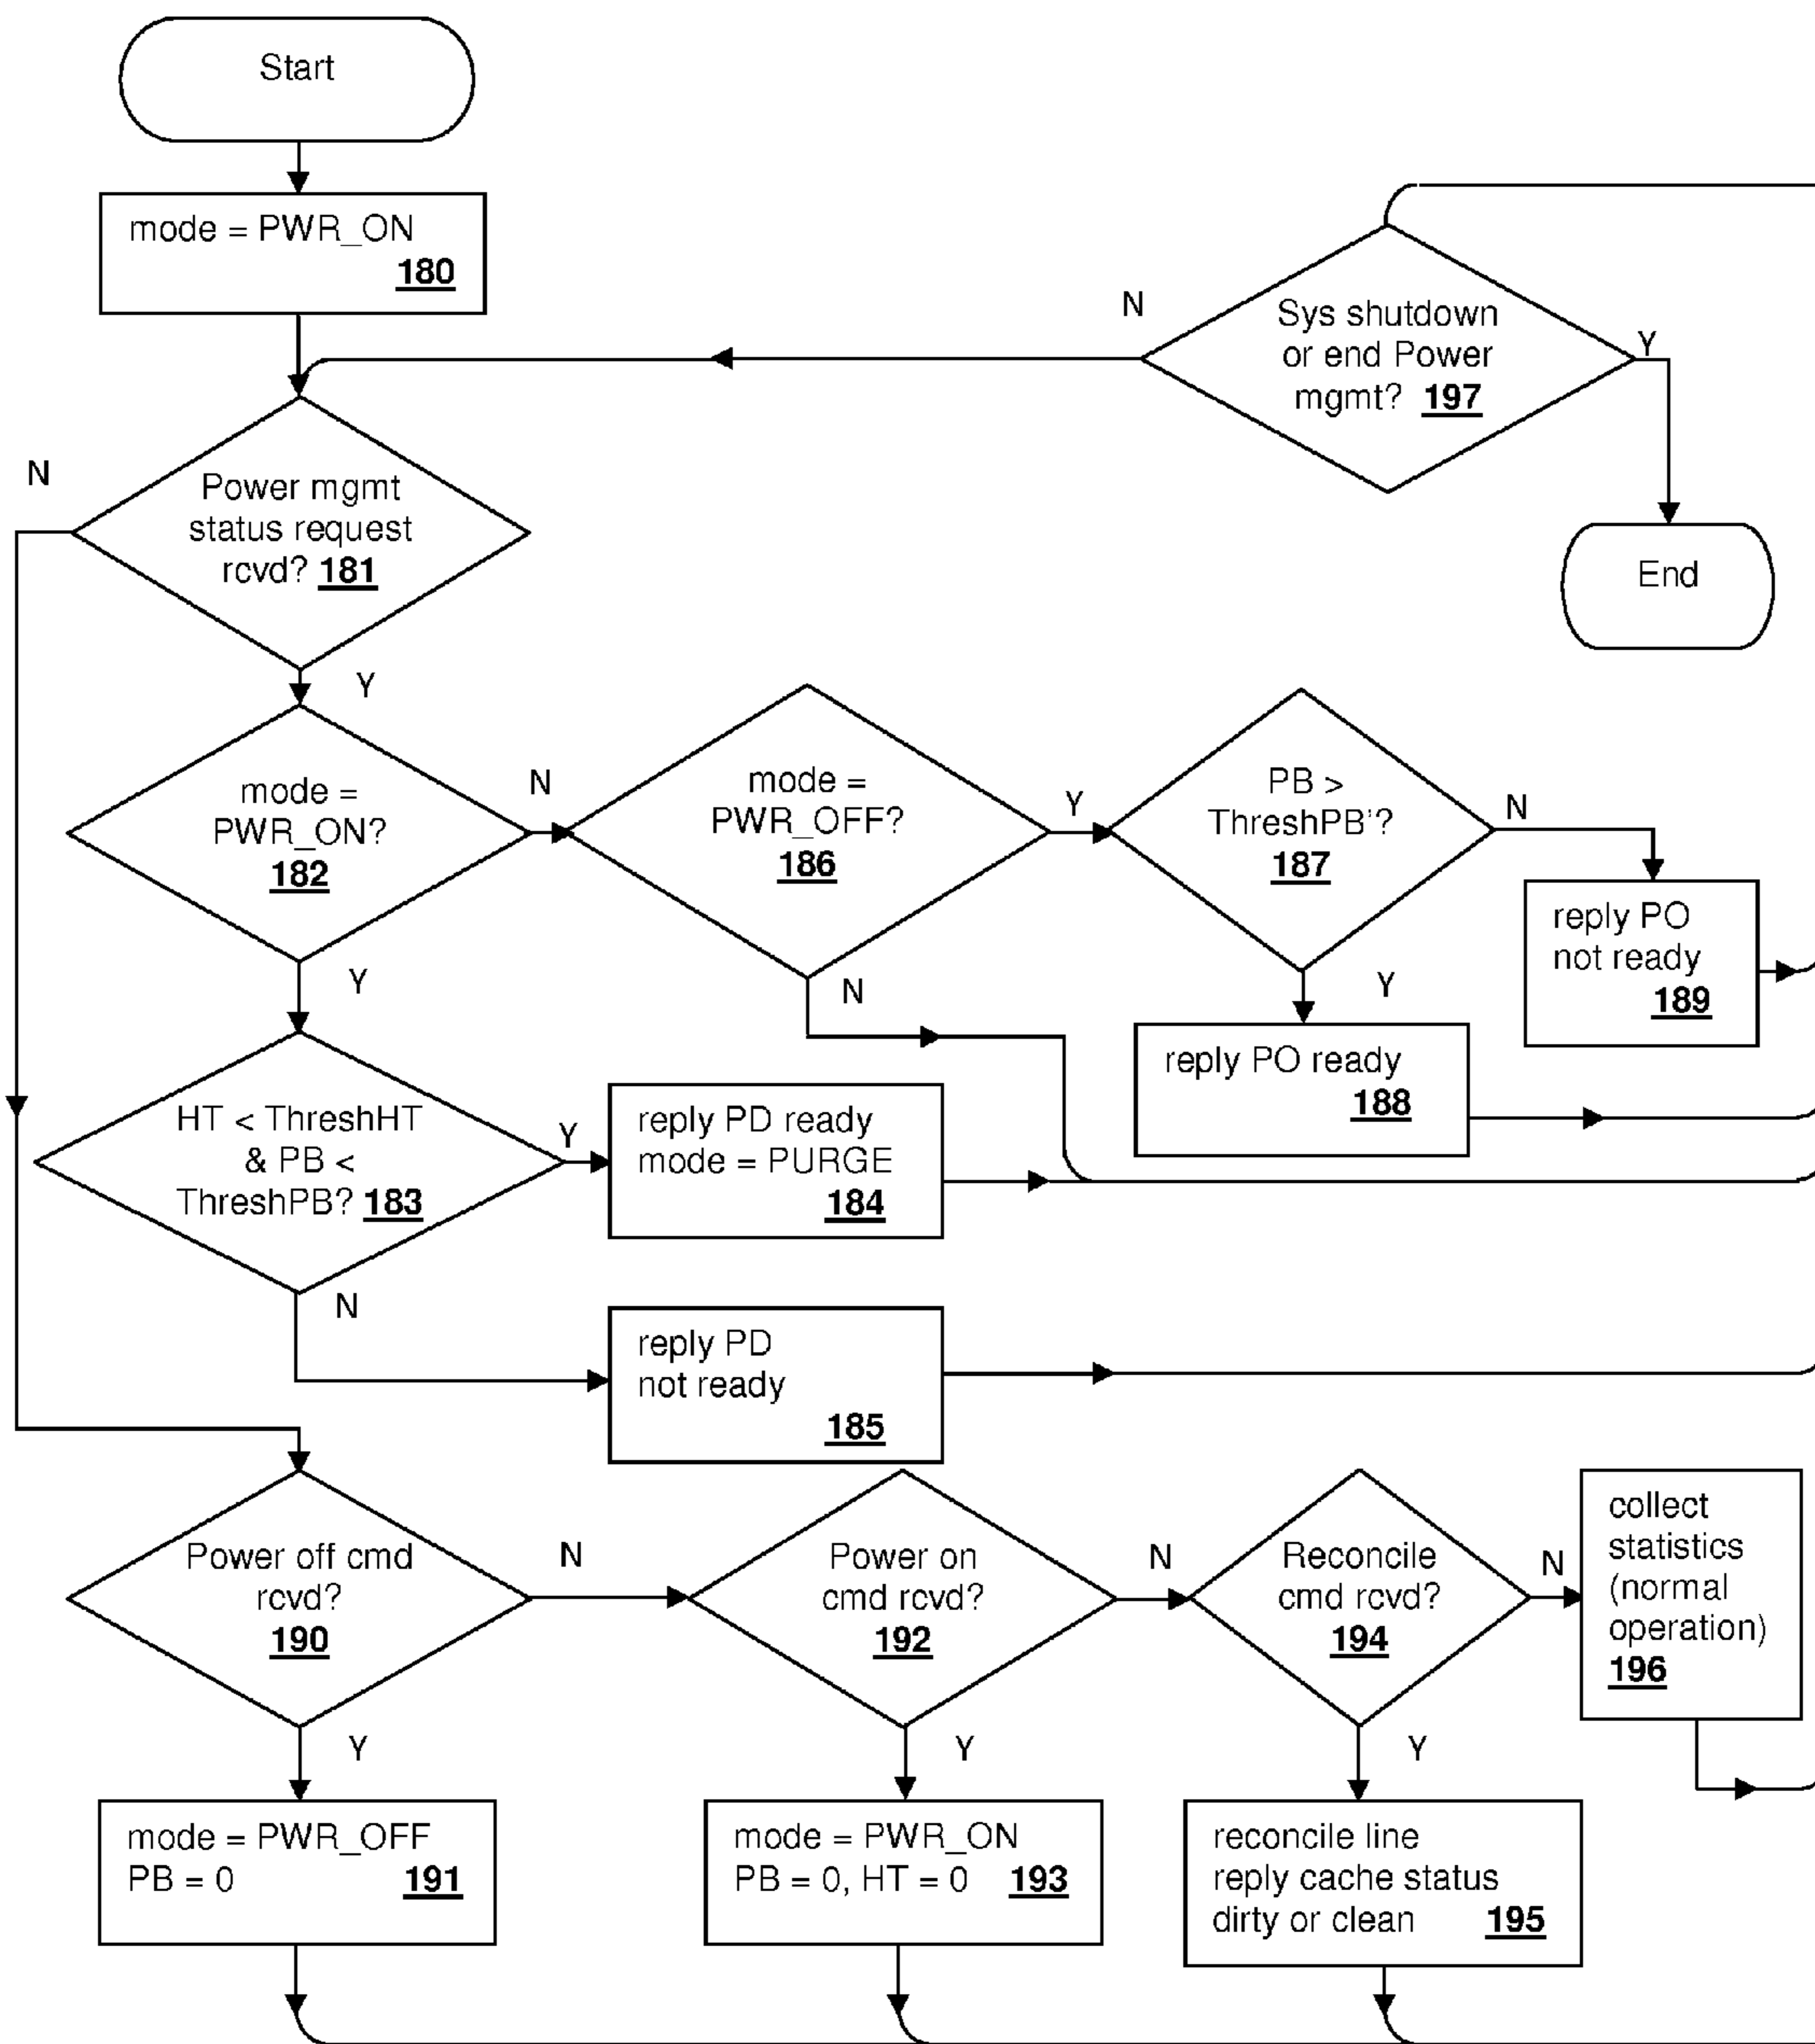 Start
mode = PWR_ON
180
Sys shutdown
or end Power
mgmt? 197
N
Y
End
Power mgmt
status request
rcvd? 181
N
Y
mode =
PWR_ON?
182
N
Y
mode =
PWR_OFF?
186
Y
N
PB >
ThreshPB'?
187
N
Y
reply PO
not ready
189
reply PO ready
188
HT < ThreshHT
& PB <
ThreshPB? 183
Y
N
reply PD ready
mode = PURGE
184
reply PD
not ready
185
Power off cmd
rcvd?
190
N
Y
Power on
cmd rcvd?
192
N
Y
Reconcile
cmd rcvd?
194
N
Y
collect
statistics
(normal
operation)
196
mode = PWR_OFF
PB = 0 191
mode = PWR_ON
PB = 0, HT = 0 193
reconcile line
reply cache status
dirty or clean 195